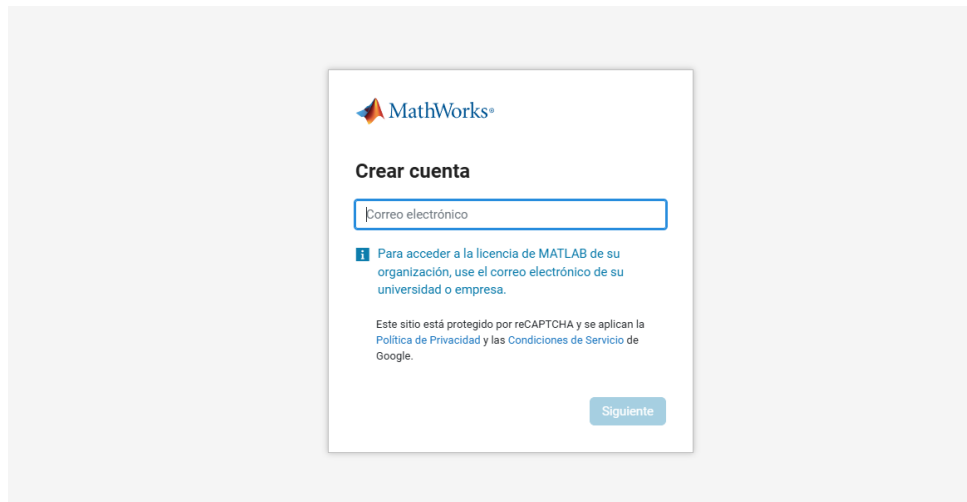 MathWorks®
Crear cuenta
Correo electrónico
Para acceder a la licencia de MATLAB de su
organización, use el correo electrónico de su
universidad o empresa.
Este sitio está protegido por reCAPTCHA y se aplican la
Política de Privacidad y las Condiciones de Servicio de
Google.
Siguiente